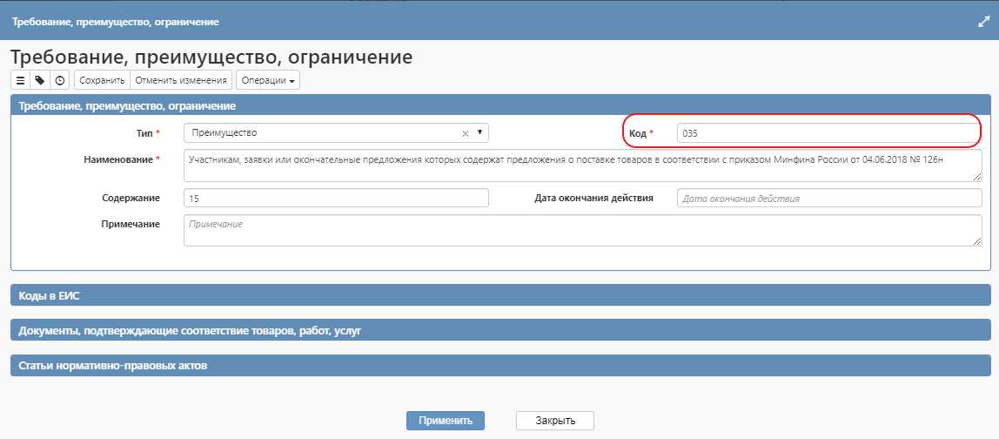 Требование, преимущество, ограничение
Требование, преимущество, ограничение
Сохранить Отменить изменения Операции
Требование, преимущество, ограничение
Тип * Преимущество Код * 035
Наименование * Участникам, заявки или окончательные предложения которых содержат предложения о поставке товаров в соответствии с приказом Минфина России от 04.06.2018 № 126н
Содержание 15 Дата окончания действия Дата окончания действия
Примечание Примечание
Коды в ЕИС
Документы, подтверждающие соответствие товаров, работ, услуг
Статьи нормативно-правовых актов
Применить Закрыть